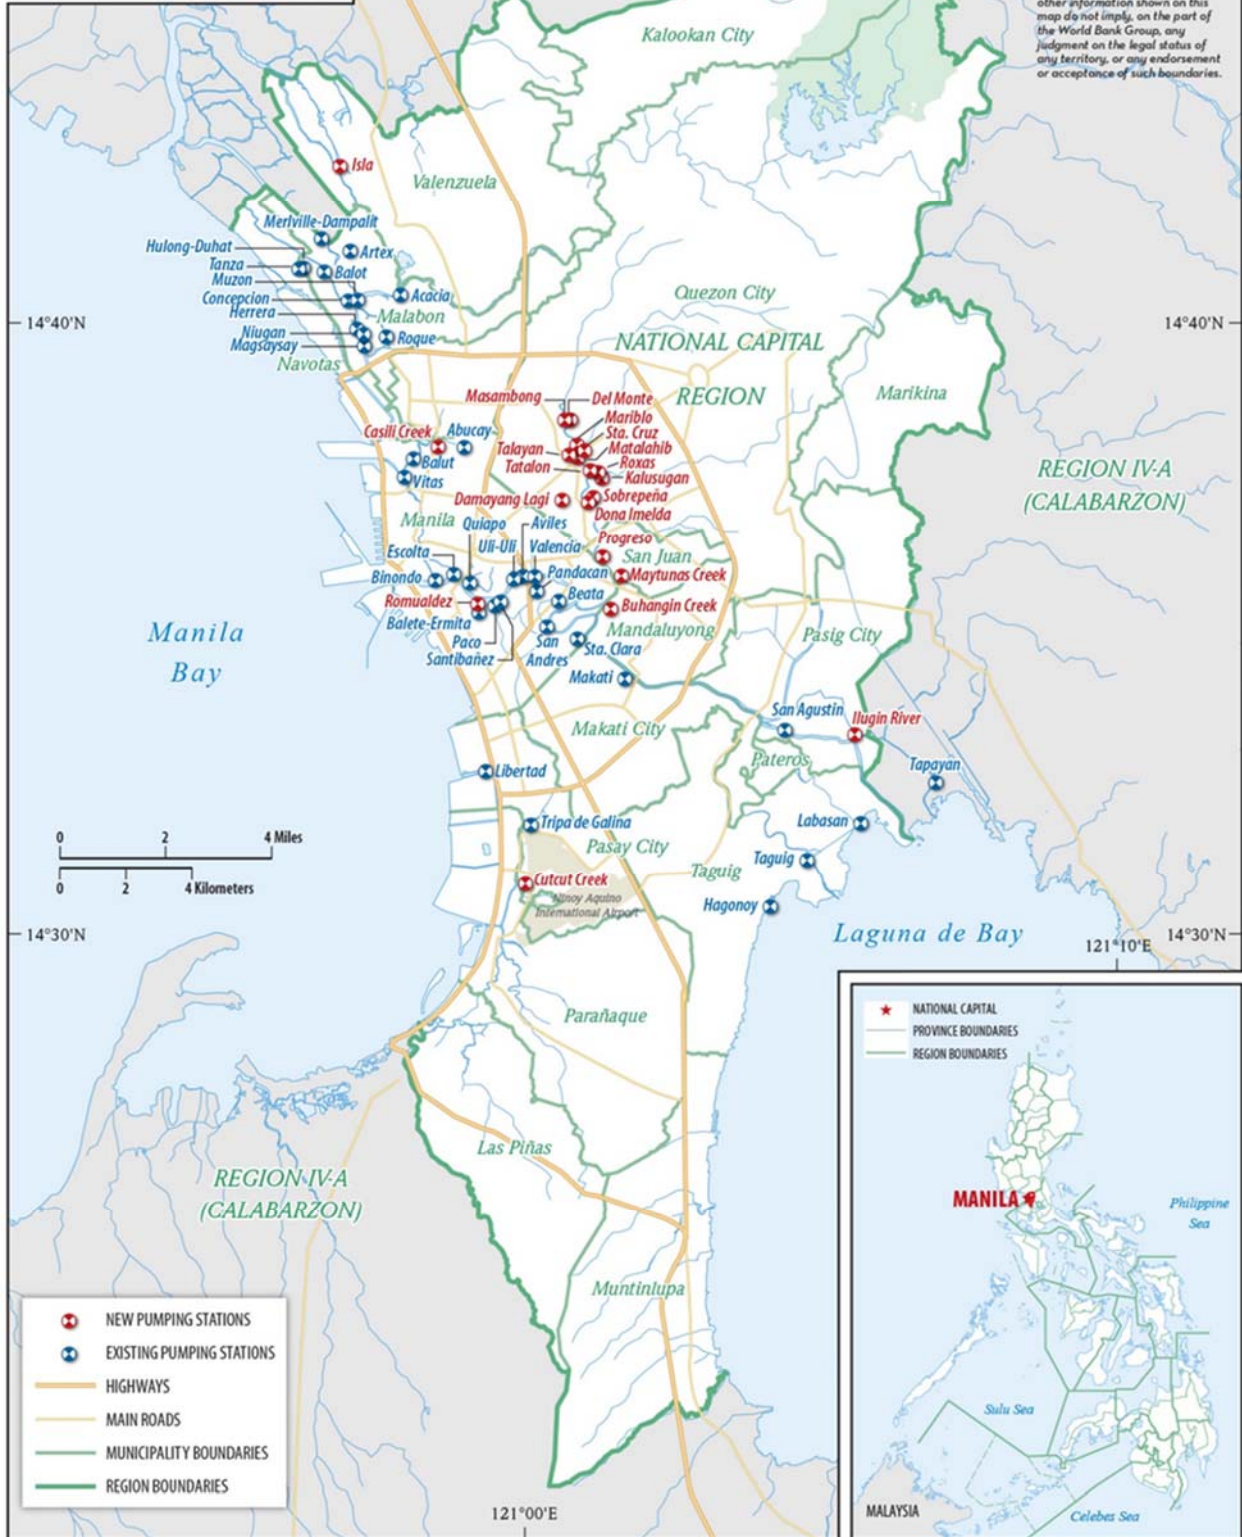 other information shown on this
map do not imply, on the part of
the World Bank Group, any
judgment on the legal status of
any territory, or any endorsement
or acceptance of such boundaries.
Kalookan City
Isla
Valenzuela
Merlville-Dampalit
Hulong-Duhat
Artex
Tanza
Balot
Muzon
Concepcion
Acacia
Herrera
Malabon
Quezon City
14°40'N
14°40'N
Niugan
Roque
Magsaysay
NATIONAL CAPITAL
REGION
Navotas
Marikina
Masambong
Del Monte
Mariblo
Sta. Cruz
Casili Creek
Abucay
Talayan
Matalahib
Balut
Tatalon
Roxas
Kalusugan
Vitas
REGION IV-A
(CALABARZON)
Damayang Lagi
Sobrepeña
Dona Imelda
Manila
Quiapo
Aviles
Progreso
Escolta
Uli-Uli
Valencia
San Juan
Binondo
Pandacan
Maytunas Creek
Romualdez
Beata
Buhangin Creek
Balete-Ermita
Mandaluyong
Pasig City
Manila
Bay
Paco
San
Andres
Sta. Clara
Santibañez
Makati
San Agustin
Ilugin River
Makati City
Pateros
Tapayan
Libertad
Tripa de Galina
Labasan
0 2 4 Miles
0 2 4 Kilometers
Pasay City
Taguig
Taguig
Cutcut Creek
Ninoy Aquino
International Airport
Hagonoy
14°30'N
Laguna de Bay
121°10'E
14°30'N
Parañaque
NATIONAL CAPITAL
PROVINCE BOUNDARIES
REGION BOUNDARIES
Las Piñas
REGION IV-A
(CALABARZON)
MANILA
Philippine
Sea
Muntinlupa
NEW PUMPING STATIONS
EXISTING PUMPING STATIONS
HIGHWAYS
MAIN ROADS
MUNICIPALITY BOUNDARIES
REGION BOUNDARIES
Sulu Sea
121°00'E
MALAYSIA
Celebes Sea